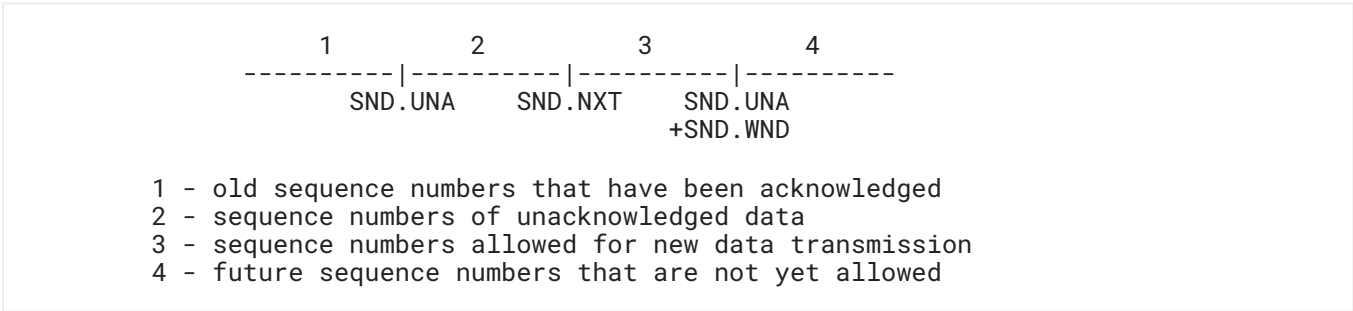 1 2 3 4
----------|----------|----------|----------
SND.UNA SND.NXT SND.UNA
+SND.WND
1 - old sequence numbers that have been acknowledged
2 - sequence numbers of unacknowledged data
3 - sequence numbers allowed for new data transmission
4 - future sequence numbers that are not yet allowed